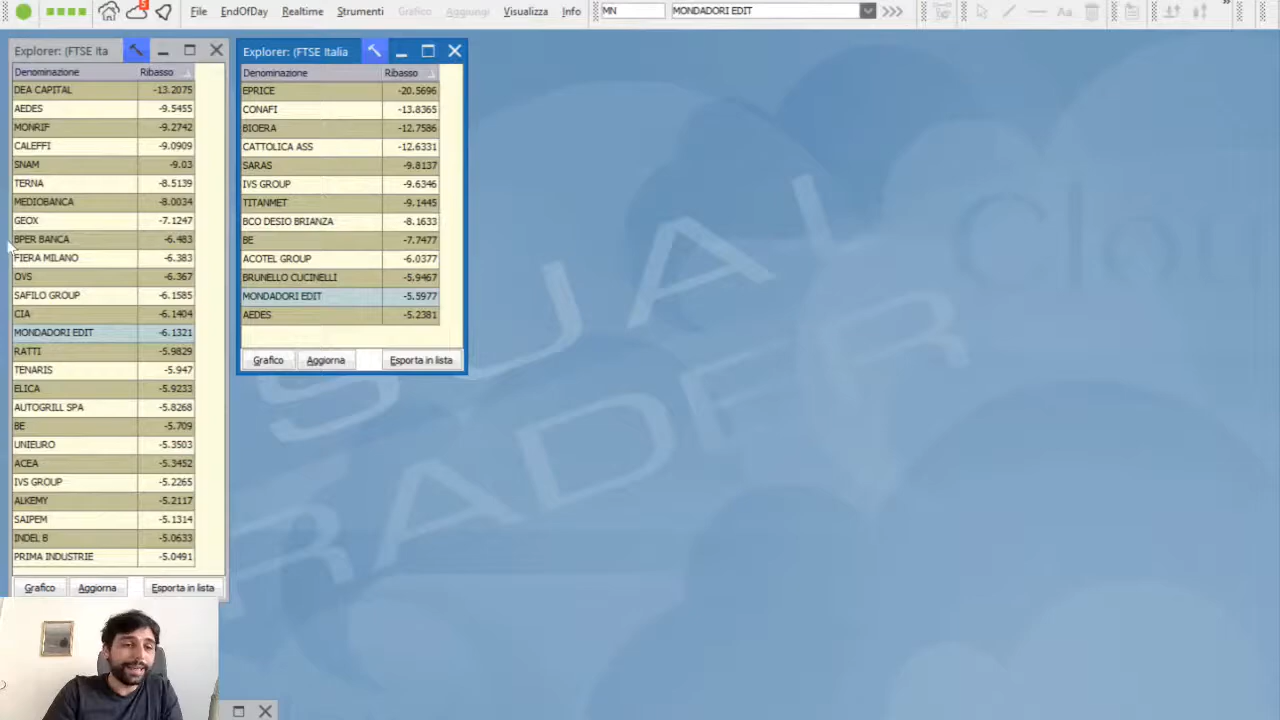 5
File EndOfDay Realtime Strumenti Grafico Aggiungi Visualizza Info MN MONDADORI EDIT
Aa
Explorer: (FTSE Ita
Denominazione Ribasso
DEA CAPITAL -13.2075
AEDES -9.5455
MONRIF -9.2742
CALEFFI -9.0909
SNAM -9.03
TERNA -8.5139
MEDIOBANCA -8.0034
GEOX -7.1247
BPER BANCA -6.483
FIERA MILANO -6.383
OVS -6.367
SAFILO GROUP -6.1585
CIA -6.1404
MONDADORI EDIT -6.1321
RATTI -5.9829
TENARIS -5.947
ELICA -5.9233
AUTOGRILL SPA -5.8268
BE -5.709
UNIEURO -5.3503
ACEA -5.3452
IVS GROUP -5.2265
ALKEMY -5.2117
SAIPEM -5.1314
INDEL B -5.0633
PRIMA INDUSTRIE -5.0491
Grafico Aggiorna Esporta in lista
Explorer: (FTSE Italia
Denominazione Ribasso
EPRICE -20.5696
CONAFI -13.8365
BIOERA -12.7586
CATTOLICA ASS -12.6331
SARAS -9.8137
IVS GROUP -9.6346
TITANMET -9.1445
BCO DESIO BRIANZA -8.1633
BE -7.7477
ACOTEL GROUP -6.0377
BRUNELLO CUCINELLI -5.9467
MONDADORI EDIT -5.5977
AEDES -5.2381
Grafico Aggiorna Esporta in lista
SUAL
RADER
Clou